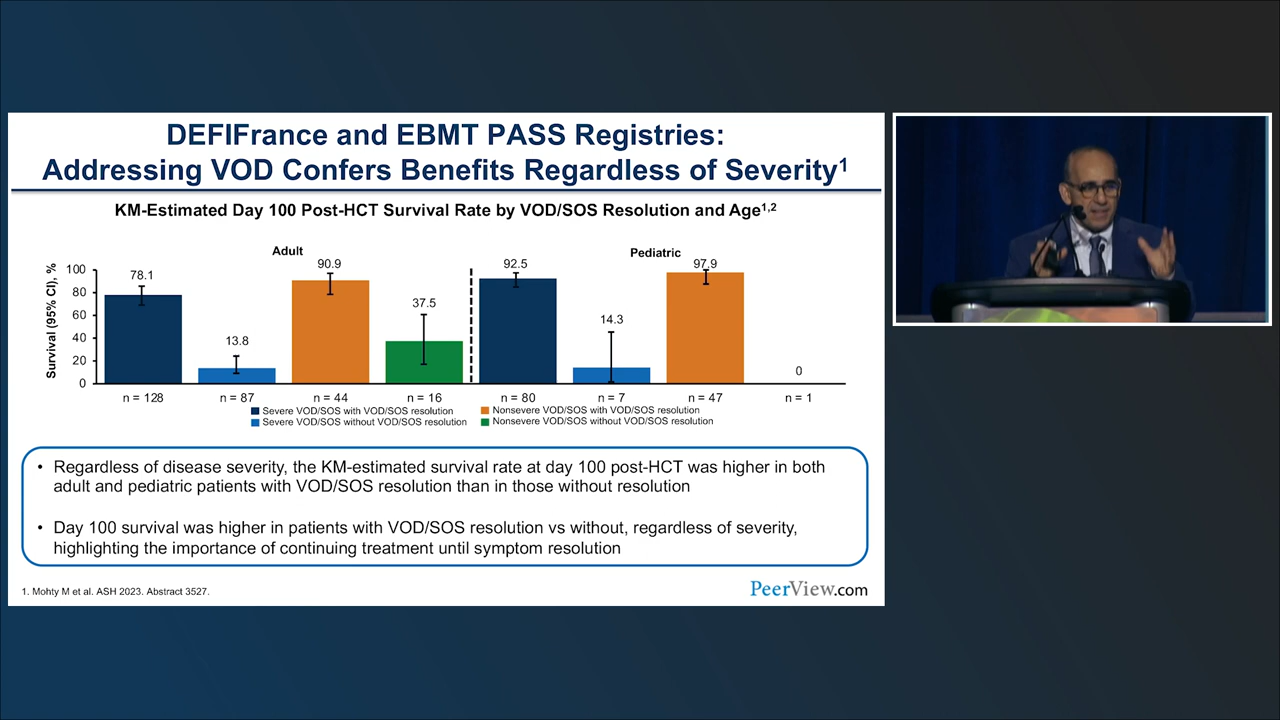 DEFIFrance and EBMT PASS Registries:
Addressing VOD Confers Benefits Regardless of Severity1
KM-Estimated Day 100 Post-HCT Survival Rate by VOD/SOS Resolution and Age1,2
Adult
Pediatric
Survival (95% CI), %
100
80
60
40
20
0
78.1
13.8
90.9
37.5
92.5
14.3
97.9
0
n = 128
n = 87
n = 44
n = 16
n = 80
n = 7
n = 47
n = 1
Severe VOD/SOS with VOD/SOS resolution
Nonsevere VOD/SOS with VOD/SOS resolution
Severe VOD/SOS without VOD/SOS resolution
Nonsevere VOD/SOS without VOD/SOS resolution
• Regardless of disease severity, the KM-estimated survival rate at day 100 post-HCT was higher in both
adult and pediatric patients with VOD/SOS resolution than in those without resolution
• Day 100 survival was higher in patients with VOD/SOS resolution vs without, regardless of severity,
highlighting the importance of continuing treatment until symptom resolution
1. Mohty M et al. ASH 2023. Abstract 3527.
PeerView.com